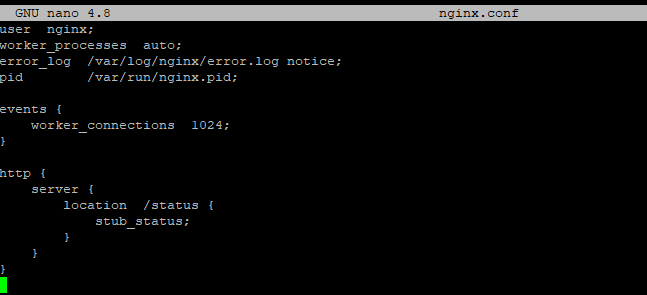 GNU nano 4.8 nginx.conf
user  nginx;
worker_processes  auto;
error_log  /var/log/nginx/error.log notice;
pid        /var/run/nginx.pid;
events {
    worker_connections  1024;
}
http {
    server {
        location  /status {
            stub_status;
        }
    }
}